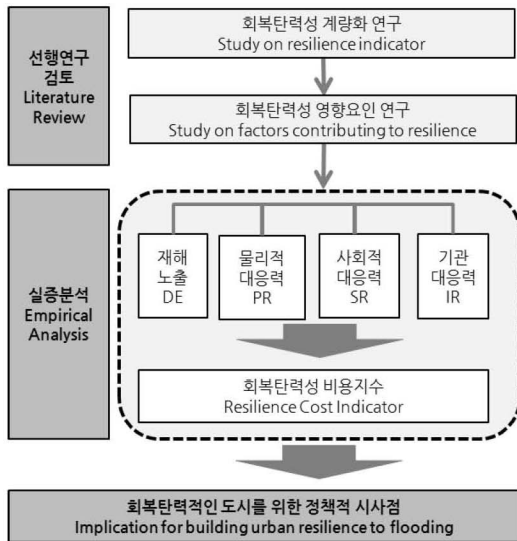 회복탄력성 계량화 연구
Study on resilience indicator
선행연구
검토
Literature
Review
회복탄력성 영향요인 연구
Study on factors contributing to resilience
실증분석
Empirical
Analysis
재해
노출
DE
물리적
대응력
PR
사회적
대응력
SR
기관
대응력
IR
회복탄력성 비용지수
Resilience Cost Indicator
회복탄력적인 도시를 위한 정책적 시사점
Implication for building urban resilience to flooding